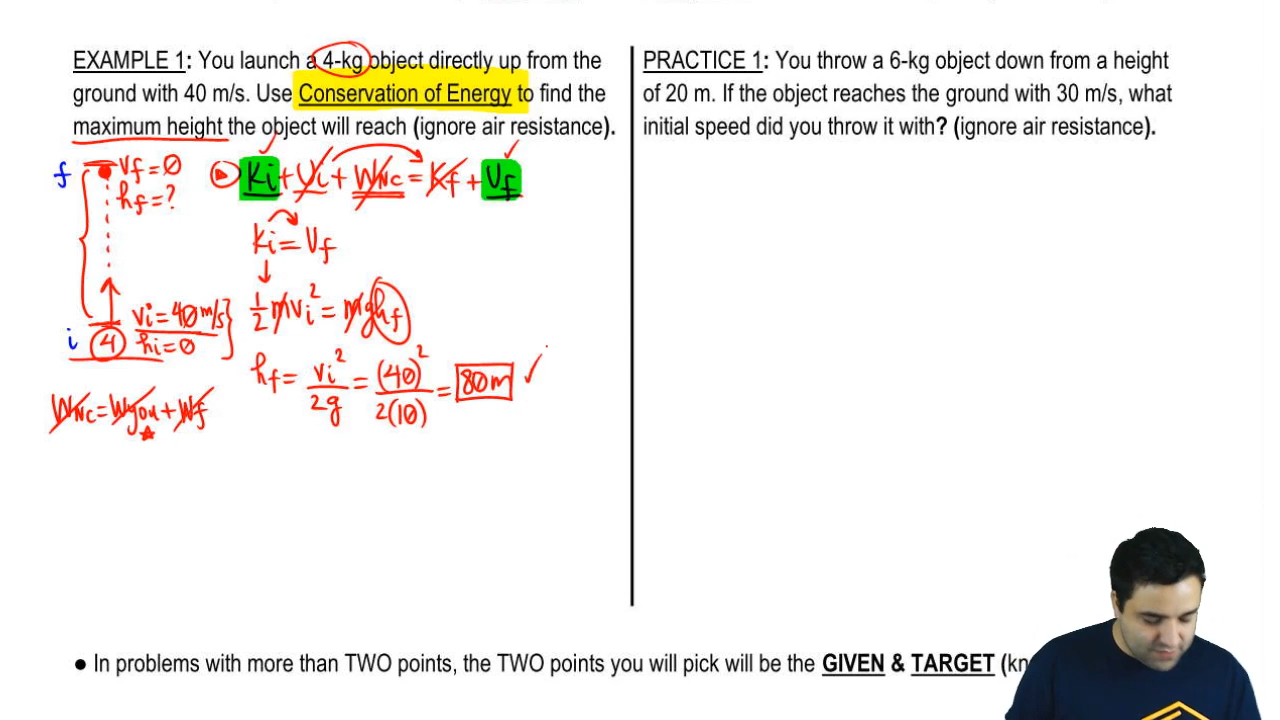 EXAMPLE 1: You launch a 4-kg object directly up from the
ground with 40 m/s. Use Conservation of Energy to find the
maximum height the object will reach (ignore air resistance).
f
vf = 0
hf = ?
Ki + Ui + WNC = Kf + Uf
Ki = Uf
1/2 mvi² = mghf
i
4
vi = 40 m/s
hi = 0
hf = vi²/2g = (40)²/2(10) = 80m ✓
WNC = Wyou + Wf
PRACTICE 1: You throw a 6-kg object down from a height
of 20 m. If the object reaches the ground with 30 m/s, what
initial speed did you throw it with? (ignore air resistance).
● In problems with more than TWO points, the TWO points you will pick will be the GIVEN & TARGET (kn